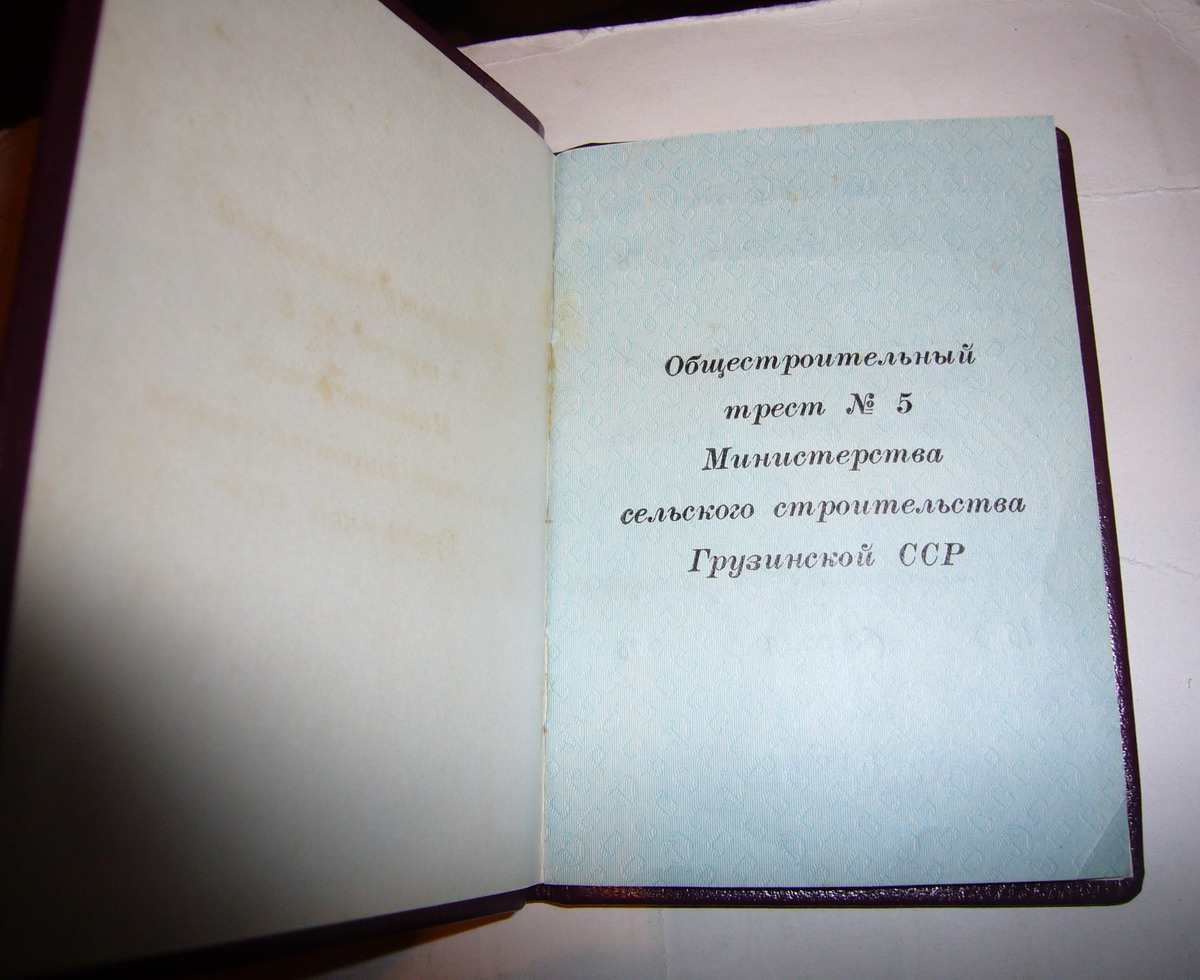 Общестроительный
трест № 5
Министерства
сельского строительства
Грузинской ССР